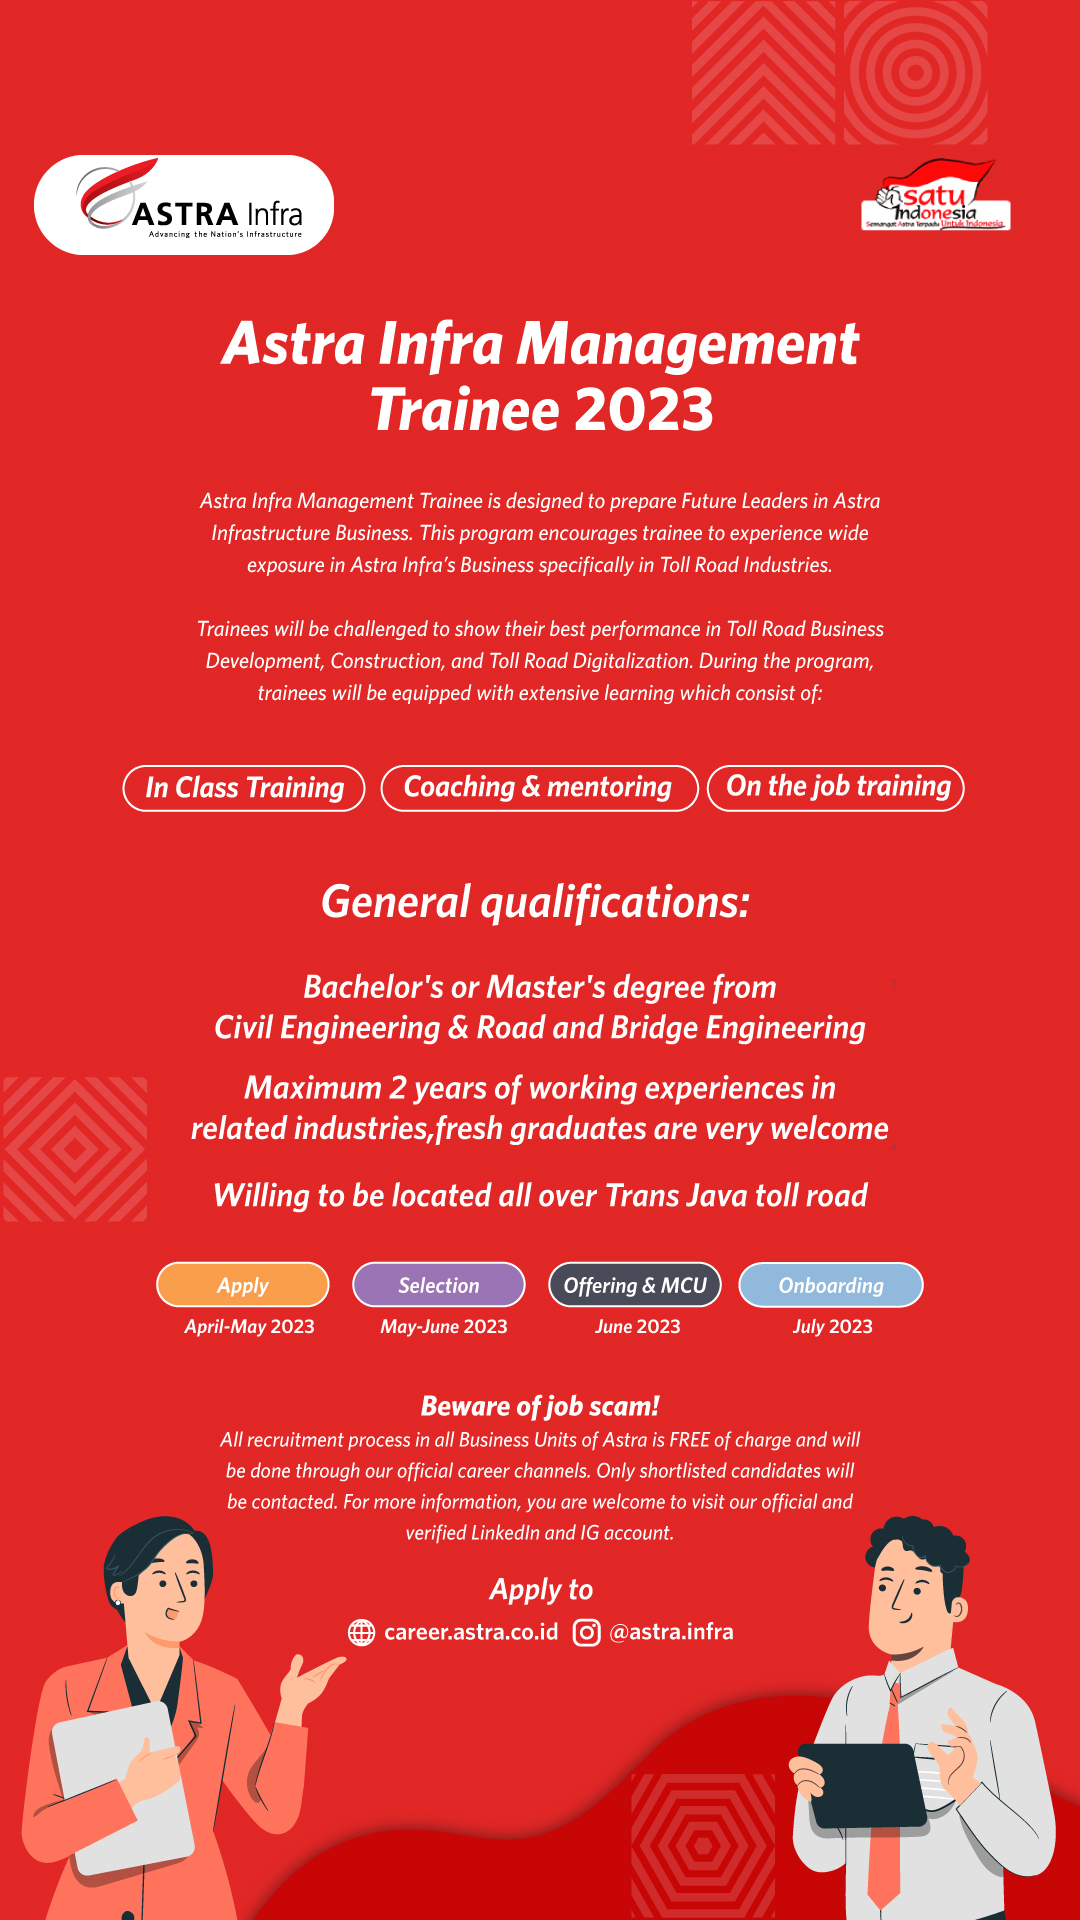 ASTRA Infra
Advancing the Nation's Infrastructure
satu
Indonesia
Semangat Astra Terpadu Untuk Indonesia
Astra Infra Management
Trainee 2023
Astra Infra Management Trainee is designed to prepare Future Leaders in Astra
Infrastructure Business. This program encourages trainee to experience wide
exposure in Astra Infra’s Business specifically in Toll Road Industries.
Trainees will be challenged to show their best performance in Toll Road Business
Development, Construction, and Toll Road Digitalization. During the program,
trainees will be equipped with extensive learning which consist of:
In Class Training Coaching & mentoring On the job training
General qualifications:
Bachelor's or Master's degree from
Civil Engineering & Road and Bridge Engineering
Maximum 2 years of working experiences in
related industries,fresh graduates are very welcome
Willing to be located all over Trans Java toll road
Apply Selection Offering & MCU Onboarding
April-May 2023 May-June 2023 June 2023 July 2023
Beware of job scam!
All recruitment process in all Business Units of Astra is FREE of charge and will
be done through our official career channels. Only shortlisted candidates will
be contacted. For more information, you are welcome to visit our official and
verified LinkedIn and IG account.
Apply to
career.astra.co.id @astra.infra